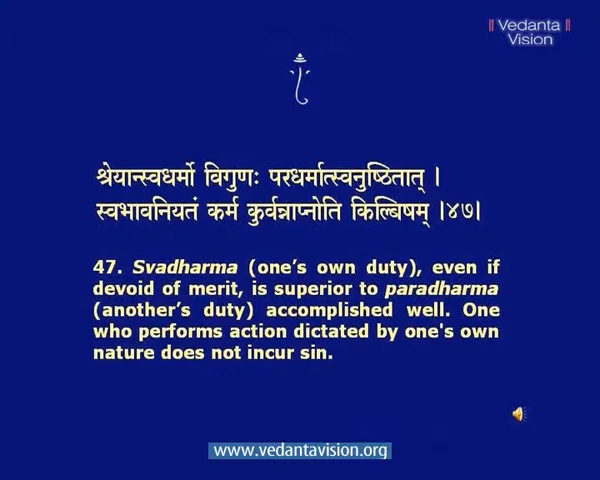 || Vedanta ||
Vision
श्रेयान्स्वधर्मो विगुणः परधर्मात्स्वनुष्ठितात् ।
स्वभावनियतं कर्म कुर्वन्नाप्नोति किल्बिषम् ।४७।
47. Svadharma (one's own duty), even if
devoid of merit, is superior to paradharma
(another's duty) accomplished well. One
who performs action dictated by one's own
nature does not incur sin.
www.vedantavision.org